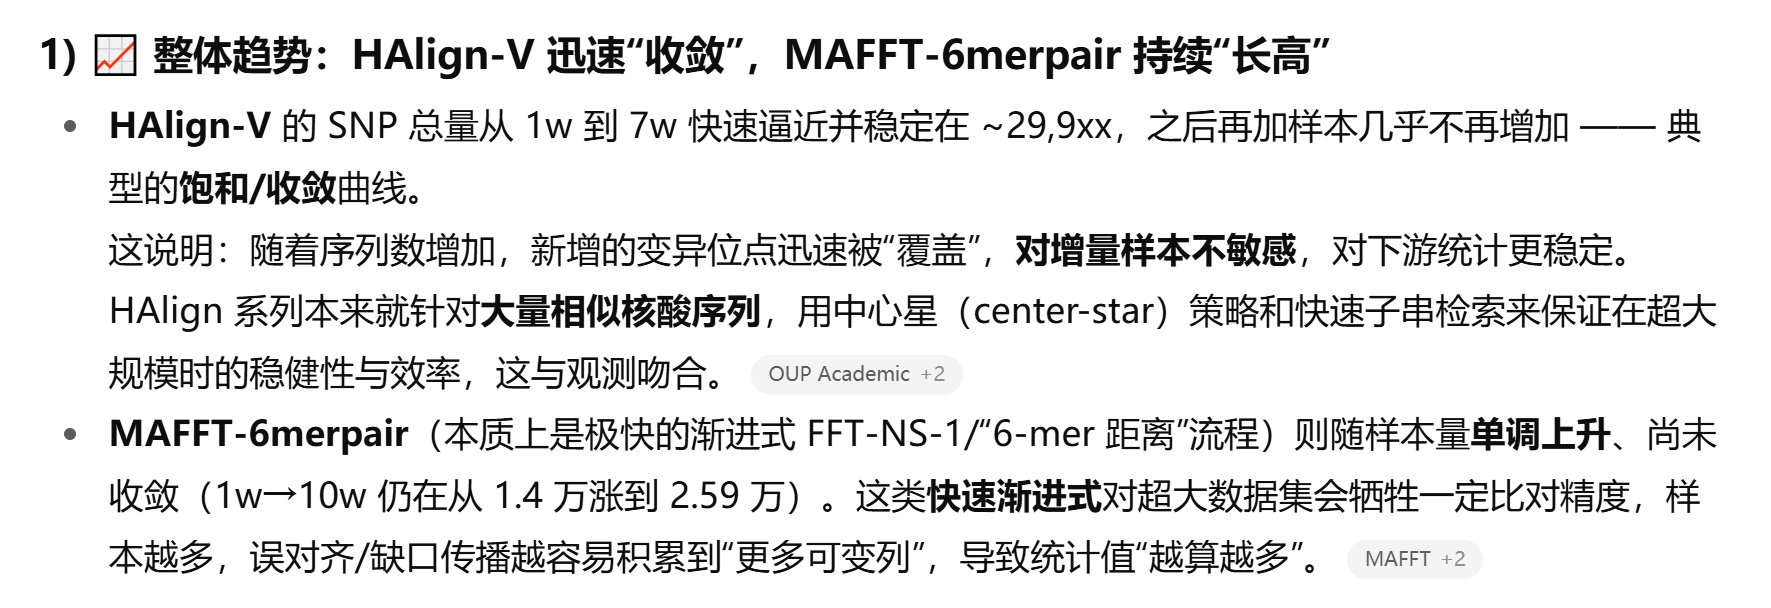 1) 📈 整体趋势：HAlign-V 迅速“收敛”，MAFFT-6merpair 持续“长高”
• HAlign-V 的 SNP 总量从 1w 到 7w 快速逼近并稳定在 ~29,9xx，之后再加样本几乎不再增加 —— 典
型的饱和/收敛曲线。
这说明：随着序列数增加，新增的变异位点迅速被“覆盖”，对增量样本不敏感，对下游统计更稳定。
HAlign 系列本来就针对大量相似核酸序列，用中心星（center-star）策略和快速子串检索来保证在超大
规模时的稳健性与效率，这与观测吻合。 OUP Academic +2
• MAFFT-6merpair（本质上是极快的渐进式 FFT-NS-1/“6-mer 距离”流程）则随样本量单调上升、尚未
收敛（1w→10w 仍在从 1.4 万涨到 2.59 万）。这类快速渐进式对超大数据集会牺牲一定比对精度，样
本越多，误对齐/缺口传播越容易积累到“更多可变列”，导致统计值“越算越多”。 MAFFT +2